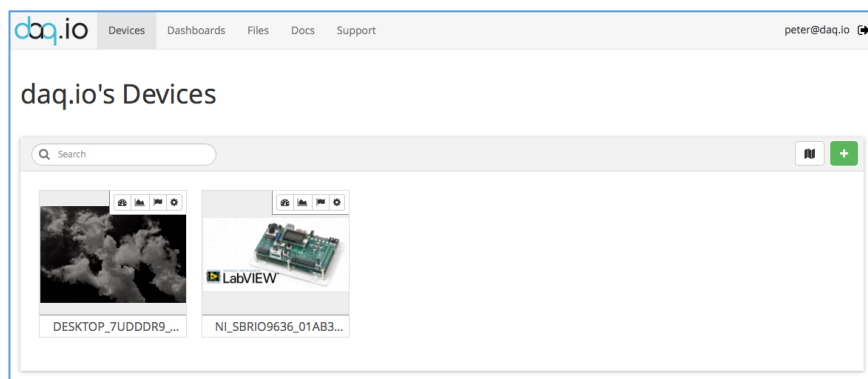 daq.io Devices Dashboards Files Docs Support peter@daq.io
daq.io's Devices
Search
LabVIEW
DESKTOP_7UDDDR9_... NI_SBRIO9636_01AB3...